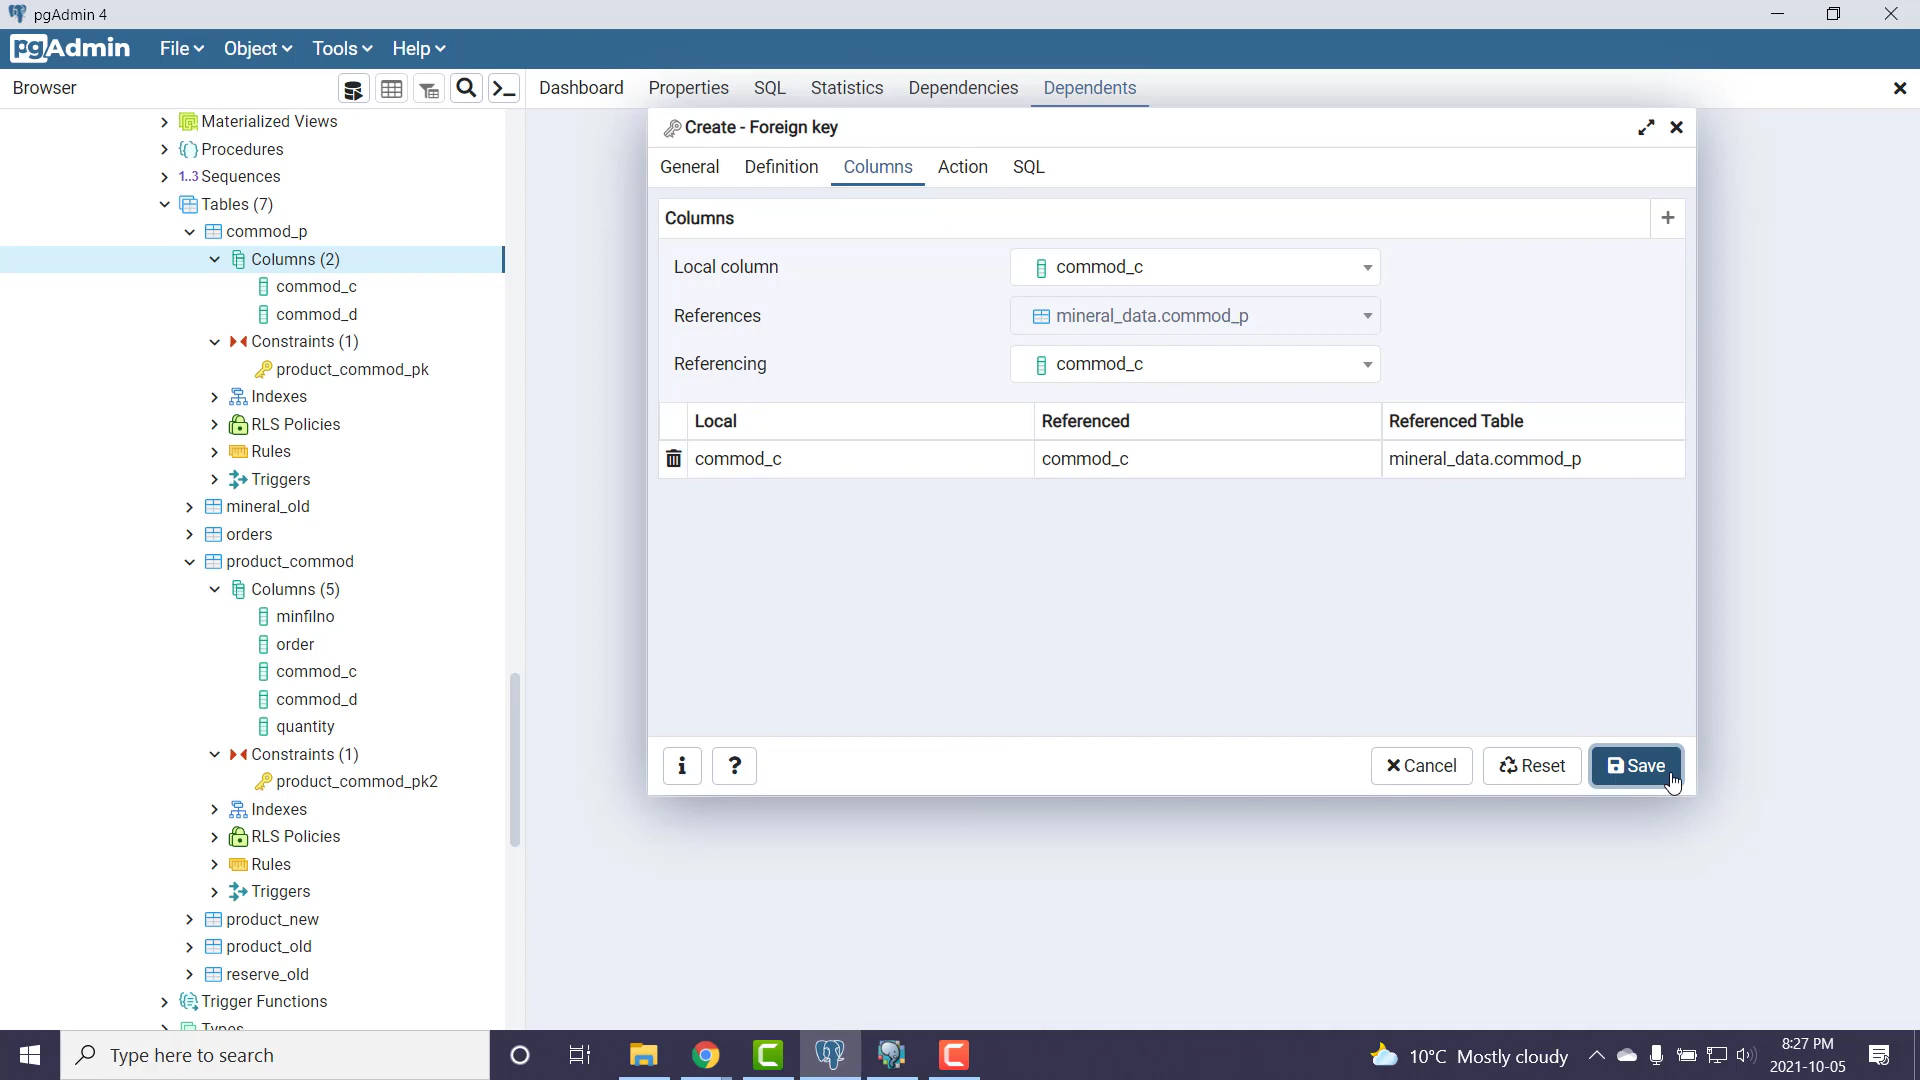 pgAdmin 4
pgAdmin File Object Tools Help
Browser
Dashboard Properties SQL Statistics Dependencies Dependents
Materialized Views
Procedures
1..3 Sequences
Tables (7)
commod_p
Columns (2)
commod_c
commod_d
Constraints (1)
product_commod_pk
Indexes
RLS Policies
Rules
Triggers
mineral_old
orders
product_commod
Columns (5)
minfilno
order
commod_c
commod_d
quantity
Constraints (1)
product_commod_pk2
Indexes
RLS Policies
Rules
Triggers
product_new
product_old
reserve_old
Trigger Functions
Types
Create - Foreign key
General Definition Columns Action SQL
Columns
Local column commod_c
References mineral_data.commod_p
Referencing commod_c
Local Referenced Referenced Table
commod_c commod_c mineral_data.commod_p
i ? Cancel Reset Save
Type here to search
10°C Mostly cloudy
8:27 PM
2021-10-05